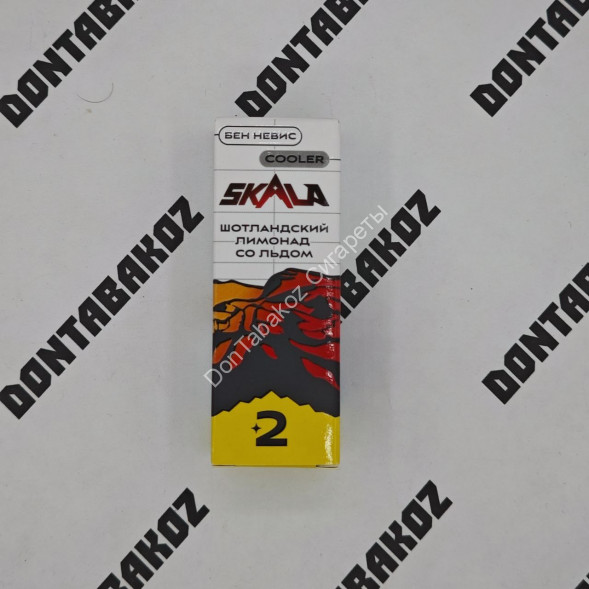 DONTABAKOZ
DONTABAKOZ
DONTABAKOZ
БЕН НЕВИС
COOLER
SKALA
ШОТЛАНДСКИЙ
ЛИМОНАД
СО ЛЬДОМ
DonTabakoz Сигареты
2
DONTABAKOZ
DONTABAKOZ
DONTABAKOZ
DONTABAKOZ